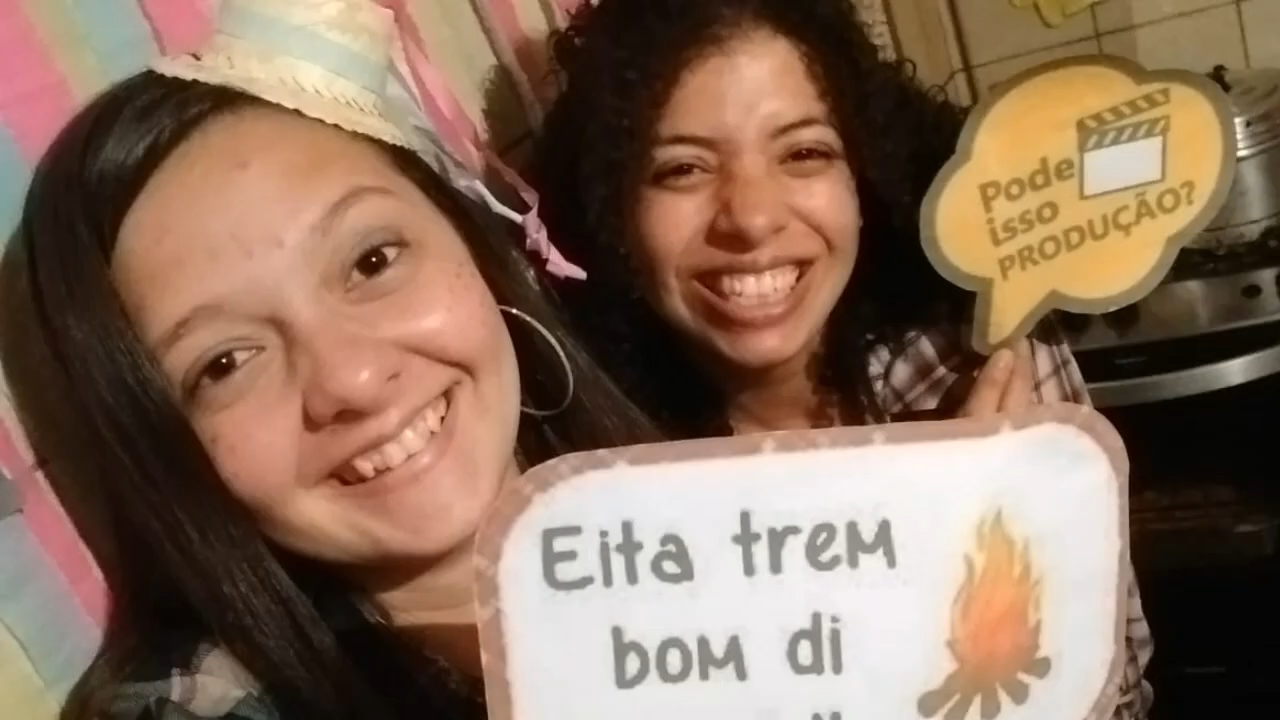 Pode
isso
PRODUÇÃO?
Eita trem
bom di